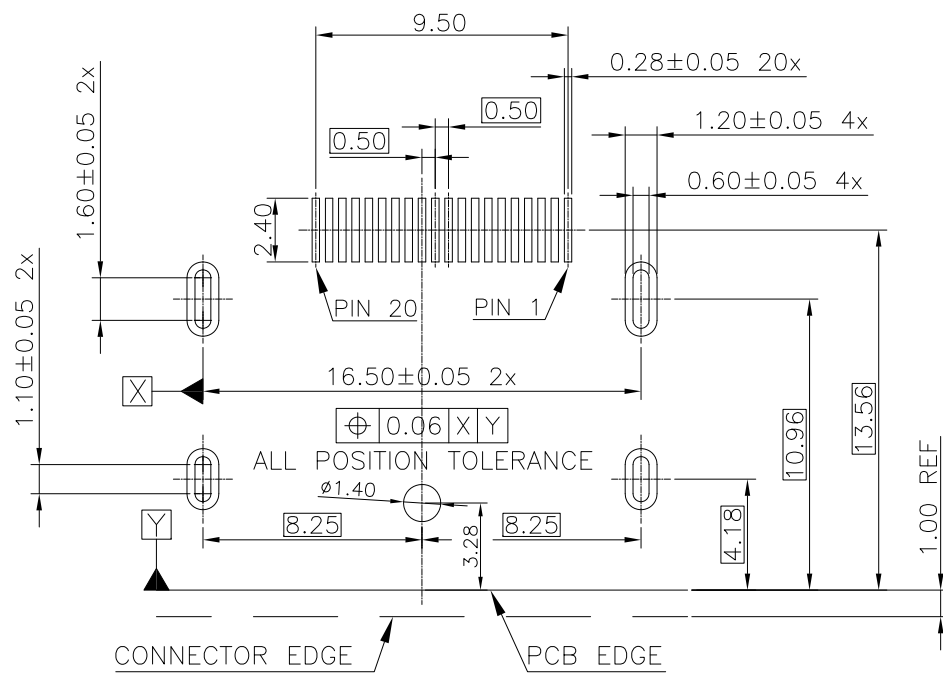 9.50
0.28±0.05 20x
0.50
0.50
1.20±0.05 4x
0.60±0.05 4x
1.60±0.05 2x
2.40
PIN 20
PIN 1
1.10±0.05 2x
X
16.50±0.05 2x
⌖ 0.06 X Y
ALL POSITION TOLERANCE
ø1.40
Y
8.25
8.25
3.28
4.18
10.96
13.56
1.00 REF
CONNECTOR EDGE
PCB EDGE